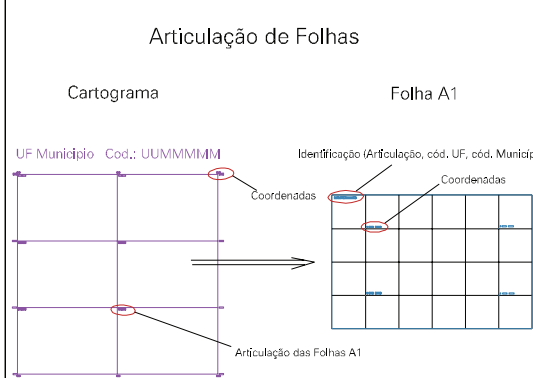 Articulação de Folhas
Cartograma
Folha A1
UF Municipio Cod.: UUMMMMM
Identificação (Articulação, cód. UF, cód. Municíp
Coordenadas
Coordenadas
Articulação das Folhas A1